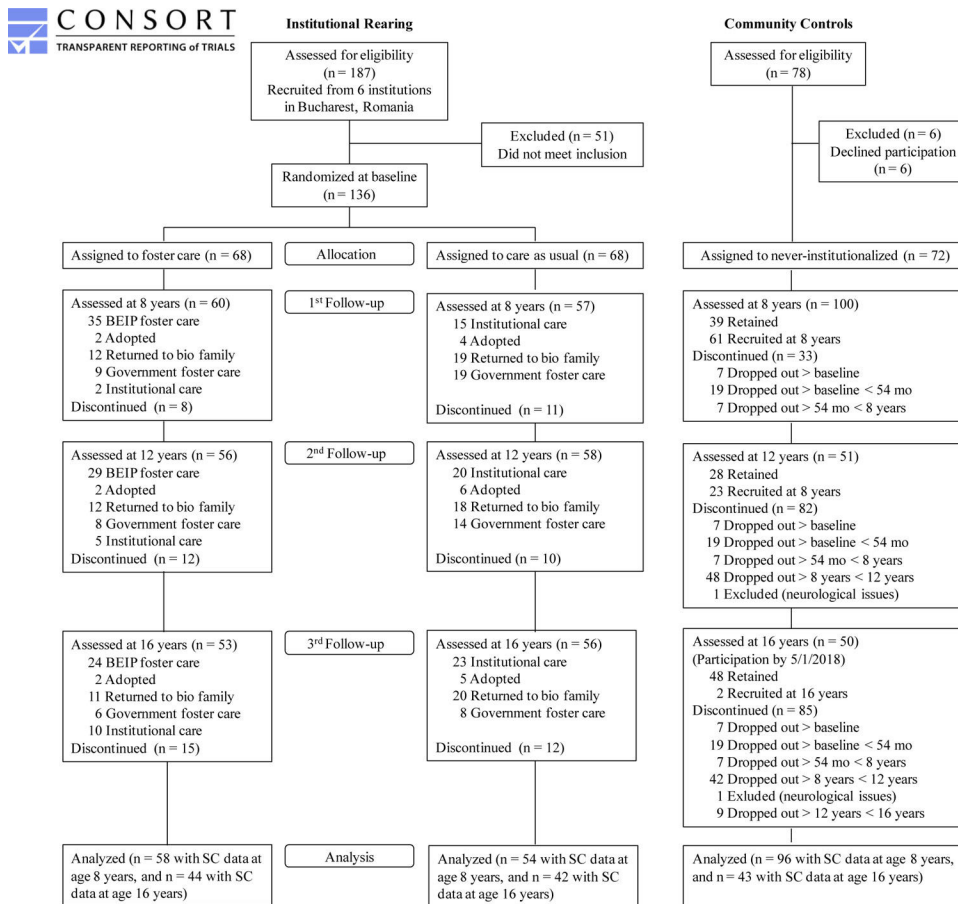 CONSORT
TRANSPARENT REPORTING of TRIALS
Institutional Rearing
Assessed for eligibility
(n = 187)
Recruited from 6 institutions
in Bucharest, Romania
Excluded (n = 51)
Did not meet inclusion
Randomized at baseline
(n = 136)
Assigned to foster care (n = 68)
Allocation
Assigned to care as usual (n = 68)
Assessed at 8 years (n = 60)
35 BEIP foster care
2 Adopted
12 Returned to bio family
9 Government foster care
2 Institutional care
Discontinued (n = 8)
1st Follow-up
Assessed at 8 years (n = 57)
15 Institutional care
4 Adopted
19 Returned to bio family
19 Government foster care
Discontinued (n = 11)
Assessed at 12 years (n = 56)
29 BEIP foster care
2 Adopted
12 Returned to bio family
8 Government foster care
5 Institutional care
Discontinued (n = 12)
2nd Follow-up
Assessed at 12 years (n = 58)
20 Institutional care
6 Adopted
18 Returned to bio family
14 Government foster care
Discontinued (n = 10)
Assessed at 16 years (n = 53)
24 BEIP foster care
2 Adopted
11 Returned to bio family
6 Government foster care
10 Institutional care
Discontinued (n = 15)
3rd Follow-up
Assessed at 16 years (n = 56)
23 Institutional care
5 Adopted
20 Returned to bio family
8 Government foster care
Discontinued (n = 12)
Analyzed (n = 58 with SC data at
age 8 years, and n = 44 with SC
data at age 16 years)
Analysis
Analyzed (n = 54 with SC data at
age 8 years, and n = 42 with SC
data at age 16 years)
Community Controls
Assessed for eligibility
(n = 78)
Excluded (n = 6)
Declined participation
(n = 6)
Assigned to never-institutionalized (n = 72)
Assessed at 8 years (n = 100)
39 Retained
61 Recruited at 8 years
Discontinued (n = 33)
7 Dropped out > baseline
19 Dropped out > baseline < 54 mo
7 Dropped out > 54 mo < 8 years
Assessed at 12 years (n = 51)
28 Retained
23 Recruited at 8 years
Discontinued (n = 82)
7 Dropped out > baseline
19 Dropped out > baseline < 54 mo
7 Dropped out > 54 mo < 8 years
48 Dropped out > 8 years < 12 years
1 Excluded (neurological issues)
Assessed at 16 years (n = 50)
(Participation by 5/1/2018)
48 Retained
2 Recruited at 16 years
Discontinued (n = 85)
7 Dropped out > baseline
19 Dropped out > baseline < 54 mo
7 Dropped out > 54 mo < 8 years
42 Dropped out > 8 years < 12 years
1 Exluded (neurological issues)
9 Dropped out > 12 years < 16 years
Analyzed (n = 96 with SC data at age 8 years,
and n = 43 with SC data at age 16 years)